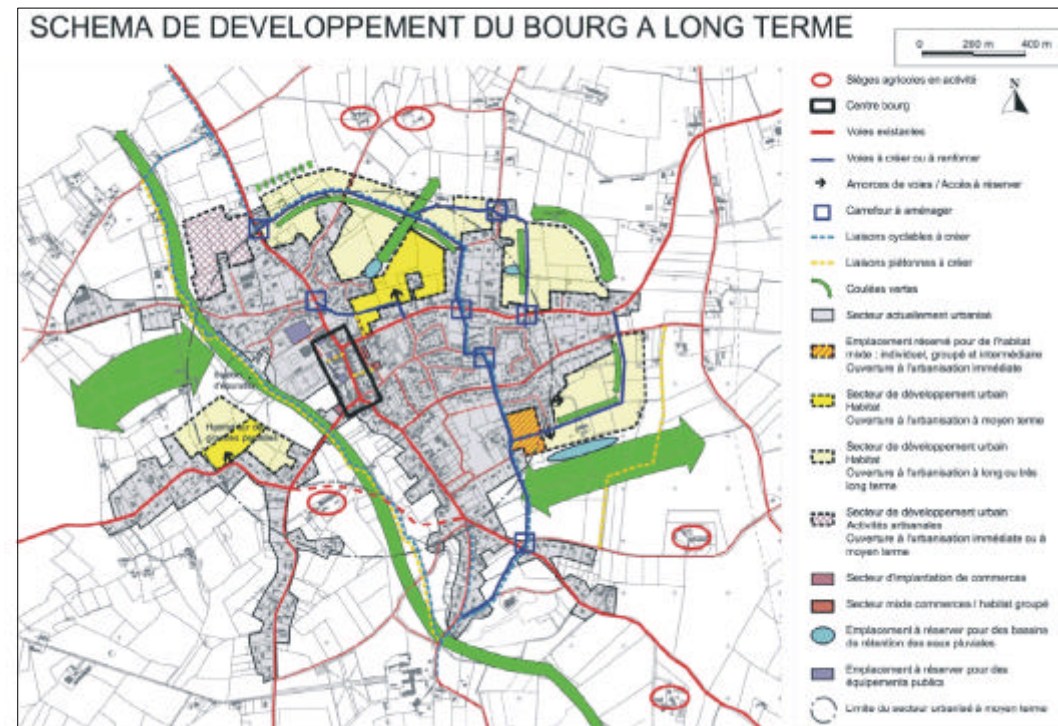 SCHEMA DE DEVELOPPEMENT DU BOURG A LONG TERME
0 200 m 400 m
N
Sièges agricoles en activité
Centre bourg
Voies existantes
Voies à créer ou à renforcer
Amorces de voies / Accès à réserver
Carrefour à aménager
Liaisons cyclables à créer
Liaisons piétonnes à créer
Coulées vertes
Secteur actuellement urbanisé
Emplacement réservé pour de l'habitat
mixte : individuel, groupé et intermédiaire
Ouverture à l'urbanisation immédiate
Secteur de développement urbain
Habitat
Ouverture à l'urbanisation à moyen terme
Secteur de développement urbain
Habitat
Ouverture à l'urbanisation à long ou très
long terme
Secteur de développement urbain
Activités artisanales
Ouverture à l'urbanisation immédiate ou à
moyen terme
Secteur d'implantation de commerces
Secteur mixte commerces / habitat groupé
Emplacement à réserver pour des bassins
de rétention des eaux pluviales
Emplacement à réserver pour des
équipements publics
Limite du secteur urbanisé à moyen terme